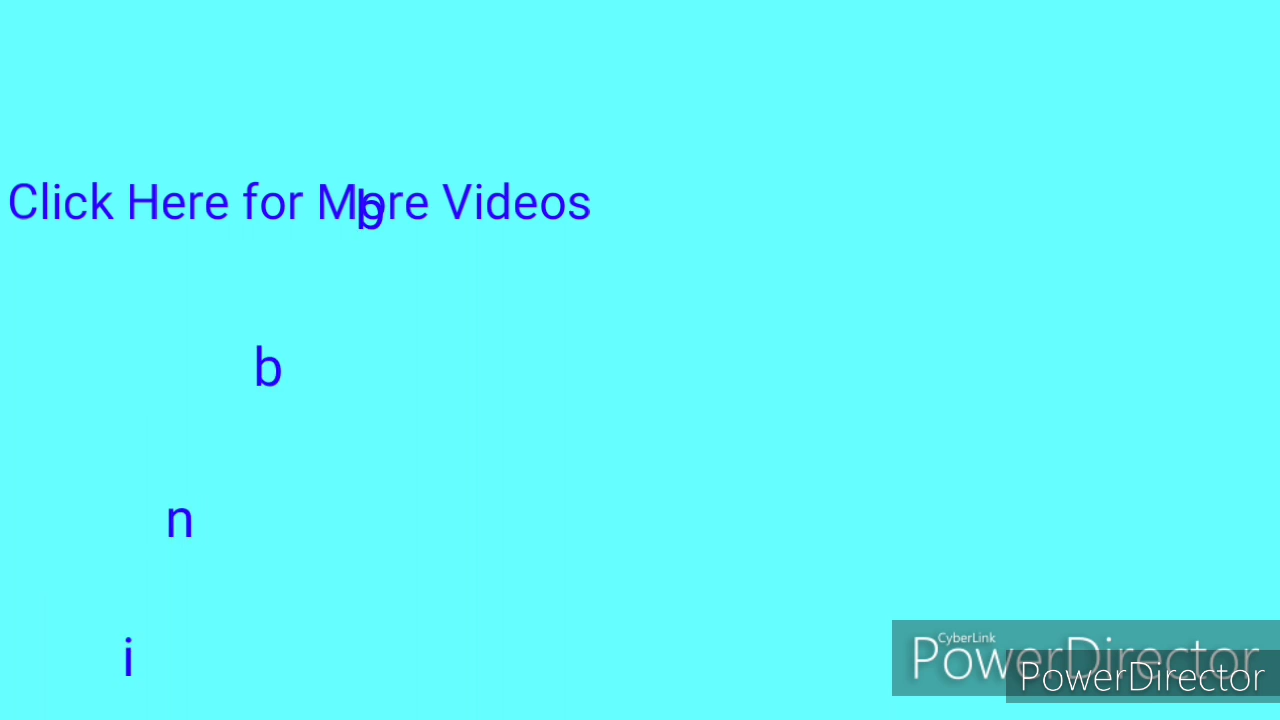 Click Here for More Videos
b
b
n
i
CyberLink
PowerDirector
PowerDirector